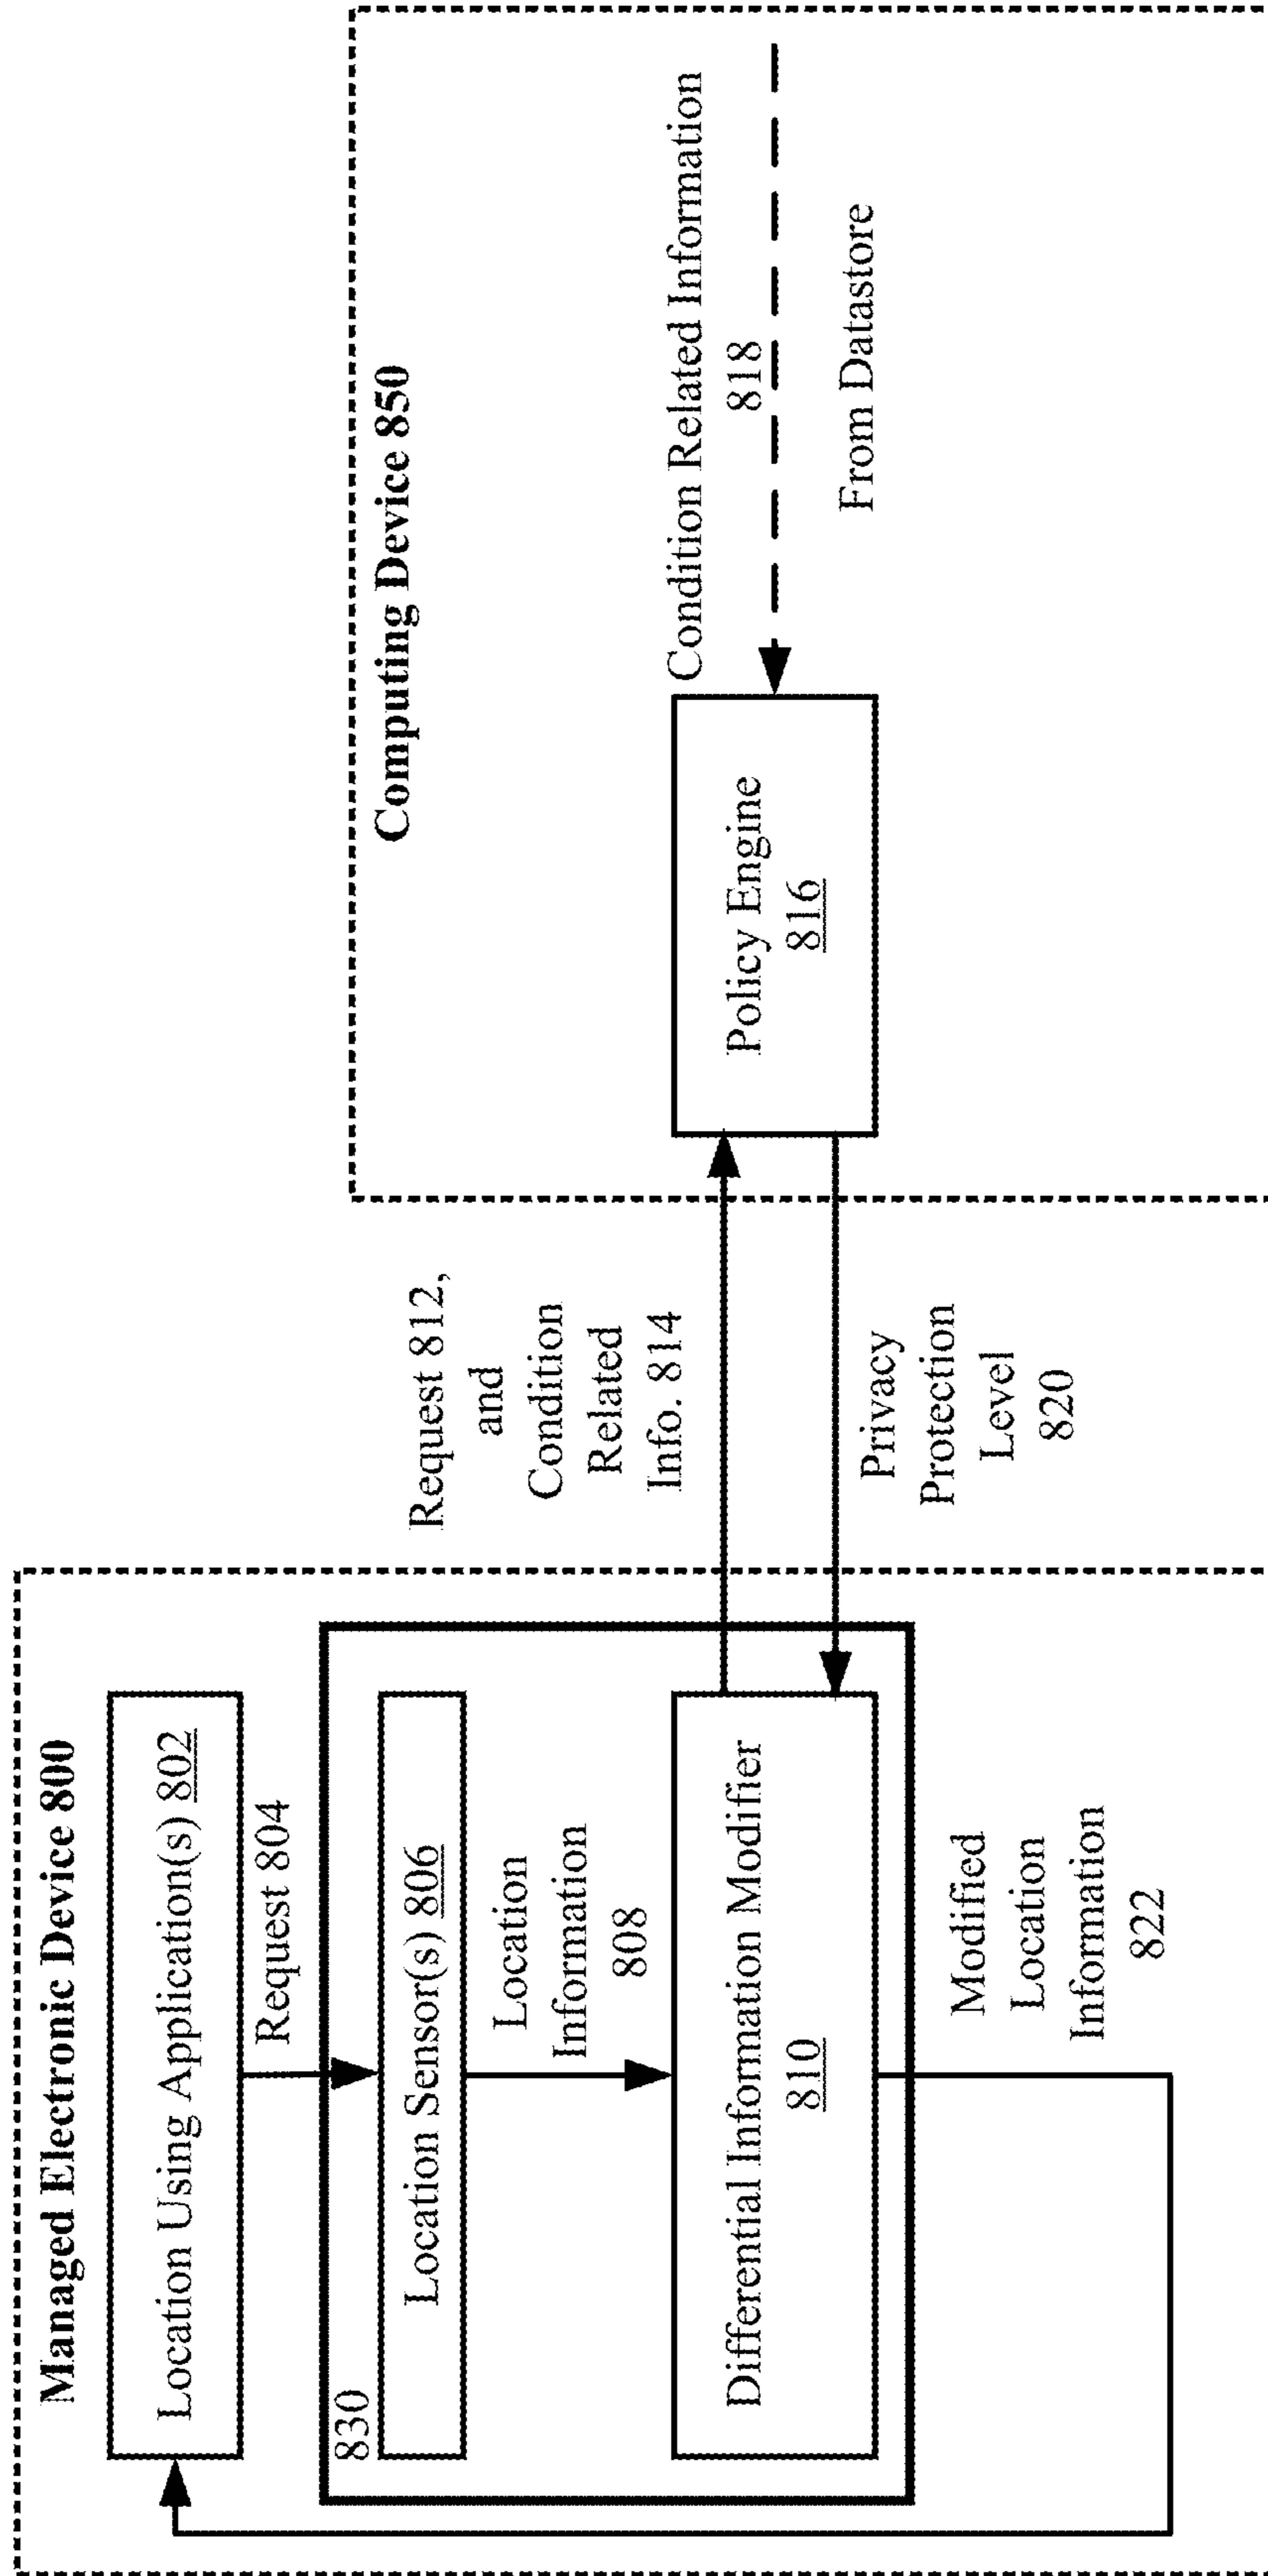 Managed Electronic Device 800
Location Using Application(s) 802
Request 804
830
Location Sensor(s) 806
Location
Information
808
Differential Information Modifier
810
Modified
Location
Information
822
Request 812,
and
Condition
Related
Info. 814
Privacy
Protection
Level
820
Computing Device 850
Policy Engine
816
Condition Related Information
818
From Datastore